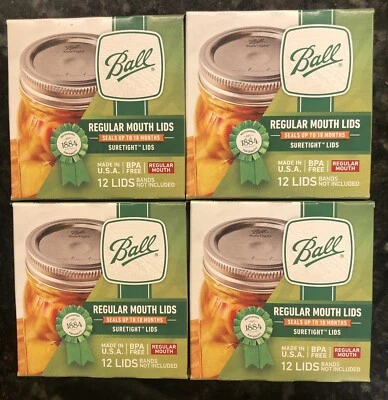 Ball®
REGULAR MOUTH LIDS
SEALS UP TO 18 MONTHS
SURETIGHT™ LIDS
1884
MADE IN U.S.A. | BPA FREE | REGULAR MOUTH
12 LIDS BANDS NOT INCLUDED
Ball®
REGULAR MOUTH LIDS
SEALS UP TO 18 MONTHS
SURETIGHT™ LIDS
1884
MADE IN U.S.A. | BPA FREE | REGULAR MOUTH
12 LIDS BANDS NOT INCLUDED
Ball®
REGULAR MOUTH LIDS
SEALS UP TO 18 MONTHS
SURETIGHT™ LIDS
1884
MADE IN U.S.A. | BPA FREE | REGULAR MOUTH
12 LIDS BANDS NOT INCLUDED
Ball®
REGULAR MOUTH LIDS
SEALS UP TO 18 MONTHS
SURETIGHT™ LIDS
1884
MADE IN U.S.A. | BPA FREE | REGULAR MOUTH
12 LIDS BANDS NOT INCLUDED